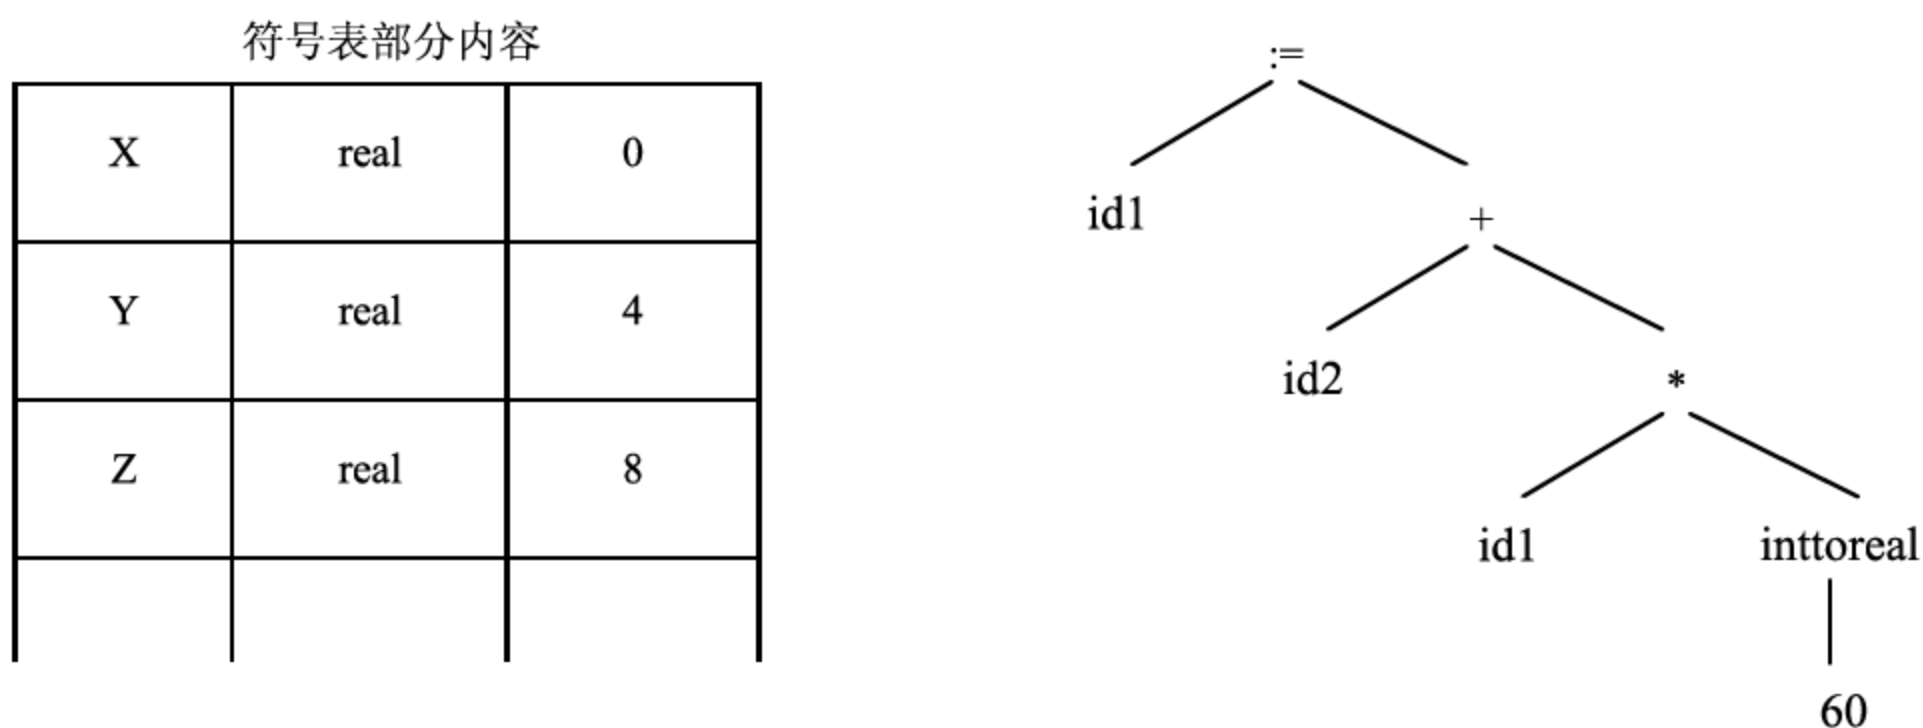 符号表部分内容
X real 0
Y real 4
Z real 8
:=
id1 +
id2 *
id1 inttoreal
60